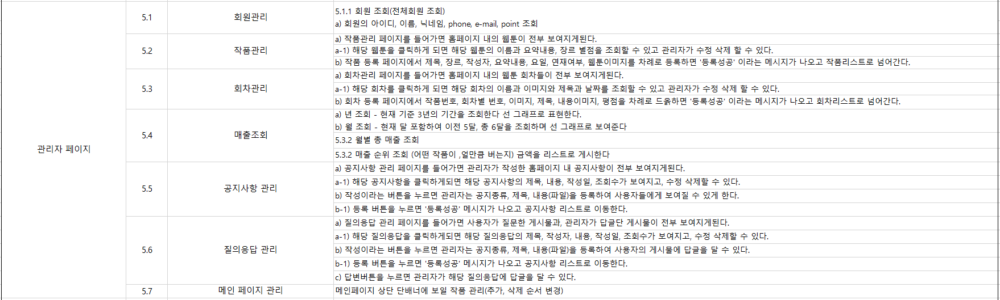 관리자 페이지
5.1
회원관리
5.1.1 회원 조회(전체회원 조회)
a) 회원의 아이디, 이름, 닉네임, phone, e-mail, point 조회
5.2
작품관리
a) 작품관리 페이지를 들어가면 홈페이지 내의 웹툰이 전부 보여지게된다.
a-1) 해당 웹툰을 클릭하게 되면 해당 웹툰의 이름과 요약내용, 장르 별점을 조회할 수 있고 관리자가 수정 삭제 할 수 있다.
b) 작품 등록 페이지에서 제목, 장르, 작성자, 요약내용, 요일, 연재여부, 웹툰이미지를 차례로 등록하면 '등록성공' 이라는 메시지가 나오고 작품리스트로 넘어간다.
5.3
회차관리
a) 회차관리 페이지를 들어가면 홈페이지 내의 웹툰 회차들이 전부 보여지게된다.
a-1) 해당 회차를 클릭하게 되면 해당 회차의 이름과 이미지와 제목과 날짜를 조회할 수 있고 관리자가 수정 삭제 할 수 있다.
b) 회차 등록 페이지에서 작품번호, 회차별 번호, 이미지, 제목, 내용이미지, 평점을 차례로 드옭하면 '등록성공' 이라는 메시지가 나오고 회차리스트로 넘어간다.
5.4
매출조회
a) 년 조회 - 현재 기준 3년의 기간을 조회한다 선 그래프로 표현한다.
b) 월 조회 - 현재 달 포함하여 이전 5달, 총 6달을 조회하며 선 그래프로 보여준다
5.3.2 월별 총 매출 조회
5.3.2 매출 순위 조회 (어떤 작품이 ,얼만큼 버는지) 금액을 리스트로 게시한다
5.5
공지사항 관리
a) 공지사항 관리 페이지를 들어가면 관리자가 작성한 홈페이지 내 공지사항이 전부 보여지게된다.
a-1) 해당 공지사항을 클릭하게되면 해당 공지사항의 제목, 내용, 작성일, 조회수가 보여지고, 수정 삭제할 수 있다.
b) 작성이라는 버튼을 누르면 관리자는 공지종류, 제목, 내용(파일)을 등록하여 사용자들에게 보여질 수 있게 한다.
b-1) 등록 버튼을 누르면 '등록성공' 메시지가 나오고 공지사항 리스트로 이동한다.
5.6
질의응답 관리
a) 질의응답 관리 페이지를 들어가면 사용자가 질문한 게시물과, 관리자가 답글단 게시물이 전부 보여지게된다.
a-1) 해당 질의응답을 클릭하게되면 해당 질의응답의 제목, 작성자, 내용, 작성일, 조회수가 보여지고, 수정 삭제할 수 있다.
b) 작성이라는 버튼을 누르면 관리자는 공지종류, 제목, 내용(파일)을 등록하여 사용자의 게시물에 답글을 달 수 있다.
b-1) 등록 버튼을 누르면 '등록성공' 메시지가 나오고 공지사항 리스트로 이동한다.
c) 답변버튼을 누르면 관리자가 해당 질의응답에 답글을 달 수 있다.
5.7
메인 페이지 관리
메인페이지 상단 단배너에 보일 작품 관리(추가, 삭제 순서 변경)